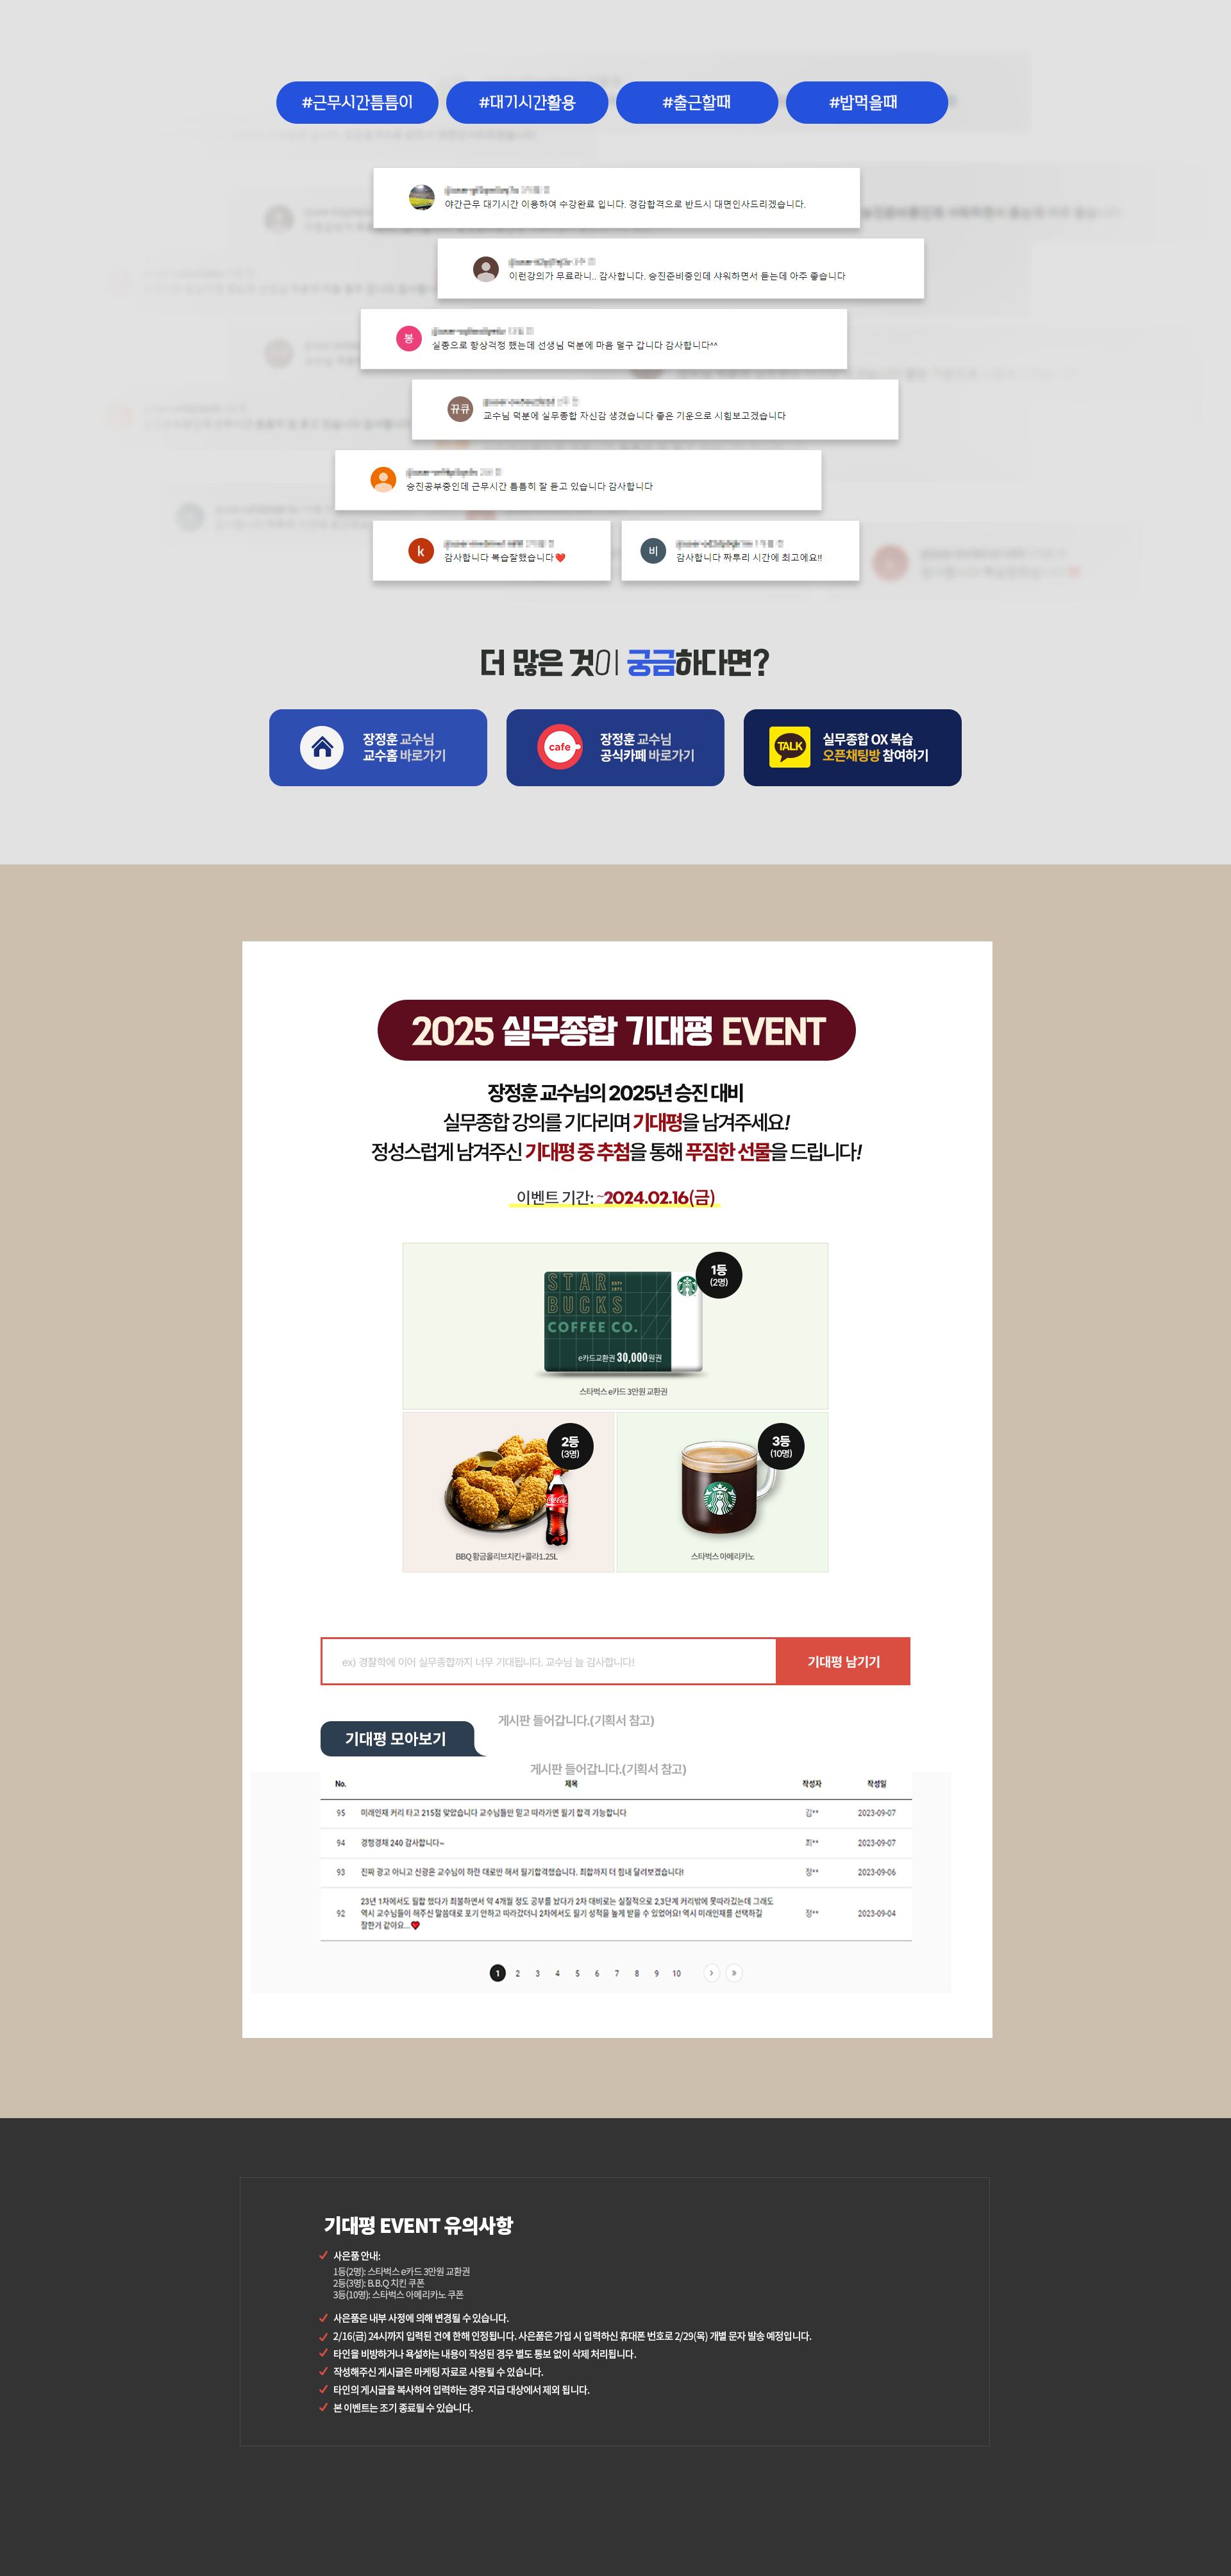 #근무시간틈틈이
#대기시간활용
#출근할때
#밥먹을때
야간근무 대기시간 이용하여 수강완료 입니다. 경감합격으로 반드시 대면인사드리겠습니다.
이런강의가 무료라니.. 감사합니다. 승진준비중인데 샤워하면서 듣는데 아주 좋습니다
봉
실종으로 항상걱정 했는데 선생님 덕분에 마음 덜구 갑니다 감사합니다^^
뀨큐
교수님 덕분에 실무종합 자신감 생겼습니다 좋은 기운으로 시험보고겠습니다
승진공부중인데 근무시간 틈틈히 잘 듣고 있습니다 감사합니다
k
감사합니다 복습잘했습니다❤️
비
감사합니다 짜투리 시간에 최고에요!!
더 많은 것이 궁금하다면?
장정훈 교수님
교수홈 바로가기
cafe
장정훈 교수님
공식카페 바로가기
TALK
실무종합 OX 복습
오픈채팅방 참여하기
2025 실무종합 기대평 EVENT
장정훈 교수님의 2025년 승진 대비
실무종합 강의를 기다리며 기대평을 남겨주세요!
정성스럽게 남겨주신 기대평 중 추첨을 통해 푸짐한 선물을 드립니다!
이벤트 기간: ~2024.02.16(금)
1등
(2명)
STAR
BUCKS
COFFEE CO.
e카드교환권 30,000원권
스타벅스 e카드 3만원 교환권
2등
(3명)
Coca-Cola
BBQ 황금올리브치킨+콜라1.25L
3등
(10명)
스타벅스 아메리카노
ex) 경찰학에 이어 실무종합까지 너무 기대됩니다. 교수님 늘 감사합니다!
기대평 남기기
게시판 들어갑니다.(기획서 참고)
기대평 모아보기
게시판 들어갑니다.(기획서 참고)
No. 제목 작성자 작성일
95 미래인재 커리 타고 215점 맞았습니다 교수님들만 믿고 따라가면 필기 합격 가능합니다 김** 2023-09-07
94 경행경채 240 감사합니다~ 최** 2023-09-07
93 진짜 광고 아니고 신광은 교수님이 하란 대로만 해서 필기합격했습니다. 최합까지 더 힘내 달려보겠습니다! 정** 2023-09-06
23년 1차에서도 필합 했다가 최불하면서 약 4개월 정도 공부를 놨다가 2차 대비로는 실질적으로 2,3단계 커리밖에 못따라갔는데 그래도
92 역시 교수님들이 해주신 말씀대로 포기 안하고 따라갔더니 2차에서도 필기 성적을 높게 받을 수 있었어요! 역시 미래인재를 선택하길 정** 2023-09-04
잘한거 같아요...❤️
1 2 3 4 5 6 7 8 9 10 › »
기대평 EVENT 유의사항
사은품 안내:
1등(2명): 스타벅스 e카드 3만원 교환권
2등(3명): B.B.Q 치킨 쿠폰
3등(10명): 스타벅스 아메리카노 쿠폰
사은품은 내부 사정에 의해 변경될 수 있습니다.
2/16(금) 24시까지 입력된 건에 한해 인정됩니다. 사은품은 가입 시 입력하신 휴대폰 번호로 2/29(목) 개별 문자 발송 예정입니다.
타인을 비방하거나 욕설하는 내용이 작성된 경우 별도 통보 없이 삭제 처리됩니다.
작성해주신 게시글은 마케팅 자료로 사용될 수 있습니다.
타인의 게시글을 복사하여 입력하는 경우 지급 대상에서 제외 됩니다.
본 이벤트는 조기 종료될 수 있습니다.